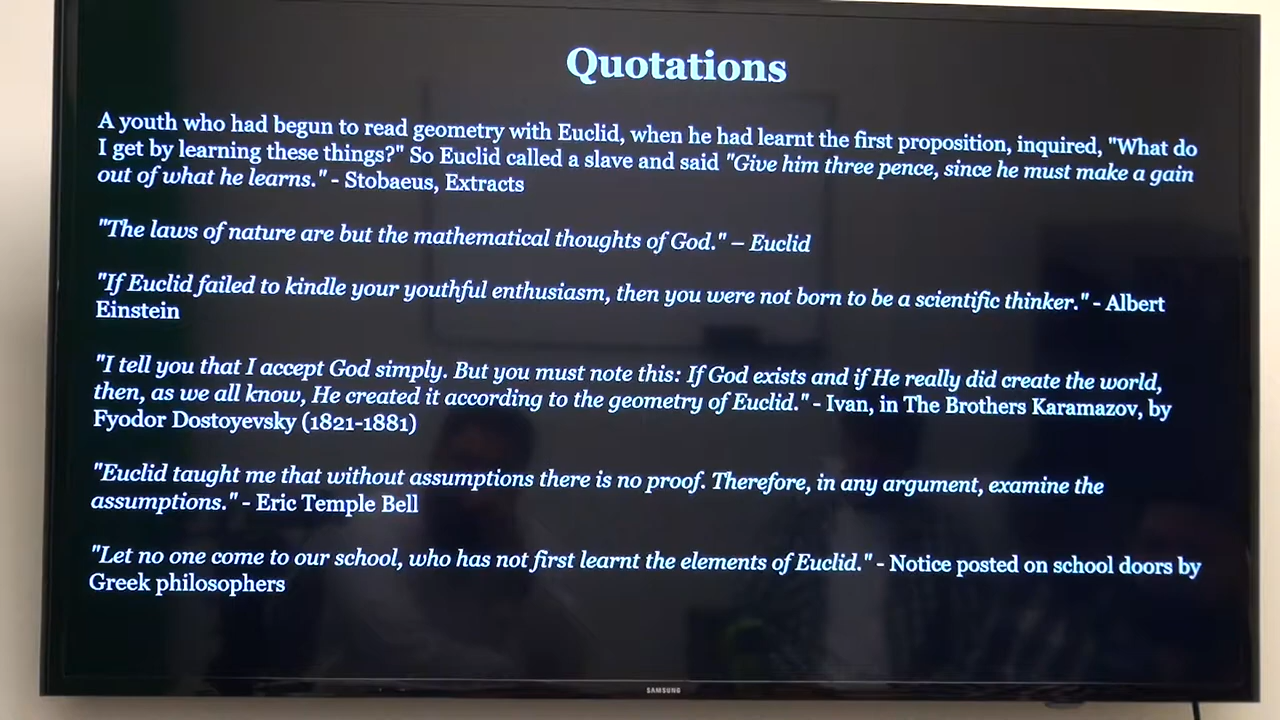 Quotations
A youth who had begun to read geometry with Euclid, when he had learnt the first proposition, inquired, "What do
I get by learning these things?" So Euclid called a slave and said "Give him three pence, since he must make a gain
out of what he learns." - Stobaeus, Extracts
"The laws of nature are but the mathematical thoughts of God." – Euclid
"If Euclid failed to kindle your youthful enthusiasm, then you were not born to be a scientific thinker." - Albert
Einstein
"I tell you that I accept God simply. But you must note this: If God exists and if He really did create the world,
then, as we all know, He created it according to the geometry of Euclid." - Ivan, in The Brothers Karamazov, by
Fyodor Dostoyevsky (1821-1881)
"Euclid taught me that without assumptions there is no proof. Therefore, in any argument, examine the
assumptions." - Eric Temple Bell
"Let no one come to our school, who has not first learnt the elements of Euclid." - Notice posted on school doors by
Greek philosophers
SAMSUNG